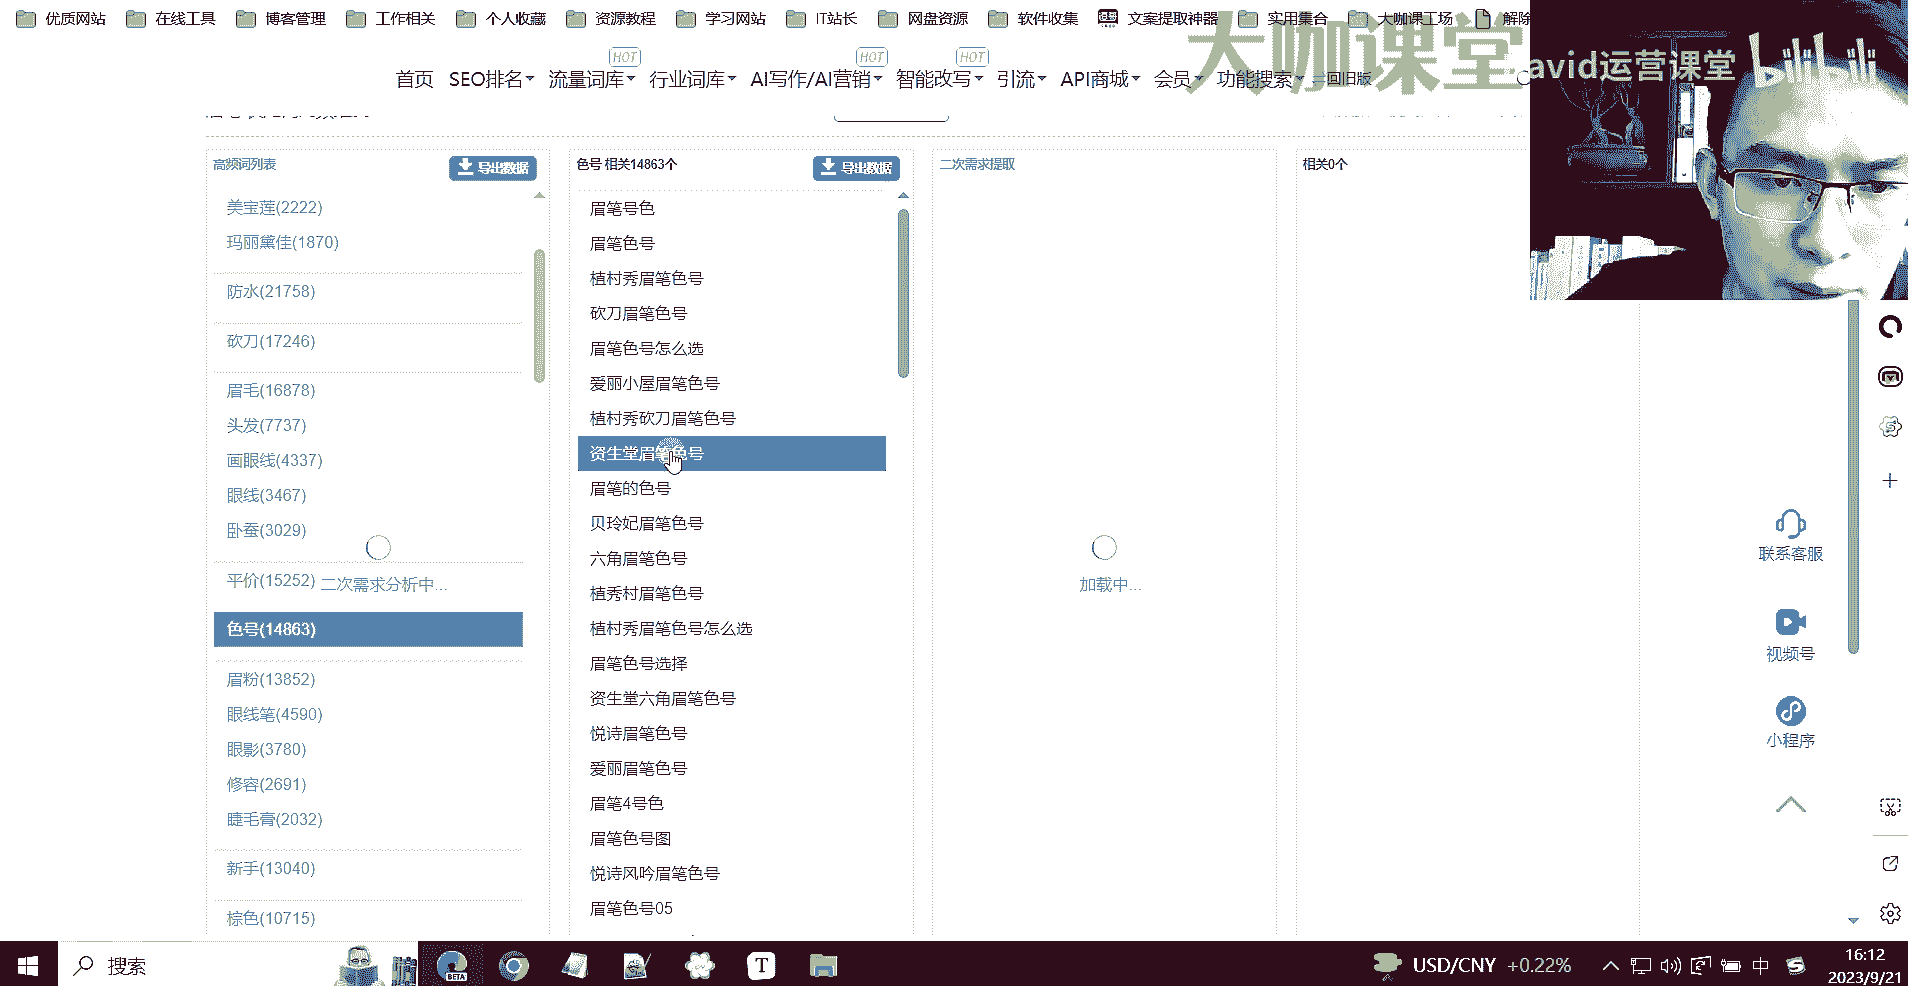 优质网站 在线工具 博客管理 工作相关 个人收藏 资源教程 学习网站 IT站长 网盘资源 软件收集 文案提取神器 实用集合 大咖课工场 解除
大咖课堂
avid运营课堂
bilibili
HOT HOT HOT
首页 SEO排名 流量词库 行业词库 AI写作/AI营销 智能改写 引流 API商城 会员 功能搜索 回旧版
高频词列表 导出数据
美宝莲(2222)
玛丽黛佳(1870)
防水(21758)
砍刀(17246)
眉毛(16878)
头发(7737)
画眼线(4337)
眼线(3467)
卧蚕(3029)
平价(15252)
二次需求分析中...
色号(14863)
眉粉(13852)
眼线笔(4590)
眼影(3780)
修容(2691)
睫毛膏(2032)
新手(13040)
棕色(10715)
色号 相关14863个 导出数据
眉笔号色
眉笔色号
植村秀眉笔色号
砍刀眉笔色号
眉笔色号怎么选
爱丽小屋眉笔色号
植村秀砍刀眉笔色号
资生堂眉笔色号
眉笔的色号
贝玲妃眉笔色号
六角眉笔色号
植秀村眉笔色号
植村秀眉笔色号怎么选
眉笔色号选择
资生堂六角眉笔色号
悦诗眉笔色号
爱丽眉笔色号
眉笔4号色
眉笔色号图
悦诗风吟眉笔色号
眉笔色号05
二次需求提取
加载中...
相关0个
联系客服
视频号
小程序
搜索
BETA
T
USD/CNY +0.22%
中
16:12
2023/9/21